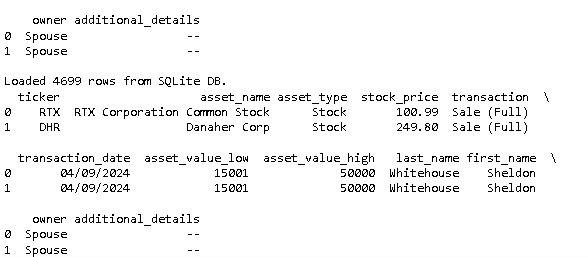 owner additional_details
0 Spouse --
1 Spouse --
Loaded 4699 rows from SQLite DB.
ticker asset_name asset_type stock_price transaction \
0 RTX RTX Corporation Common Stock Stock 100.99 Sale (Full)
1 DHR Danaher Corp Stock 249.80 Sale (Full)
transaction_date asset_value_low asset_value_high last_name first_name \
0 04/09/2024 15001 50000 Whitehouse Sheldon
1 04/09/2024 15001 50000 Whitehouse Sheldon
owner additional_details
0 Spouse --
1 Spouse --